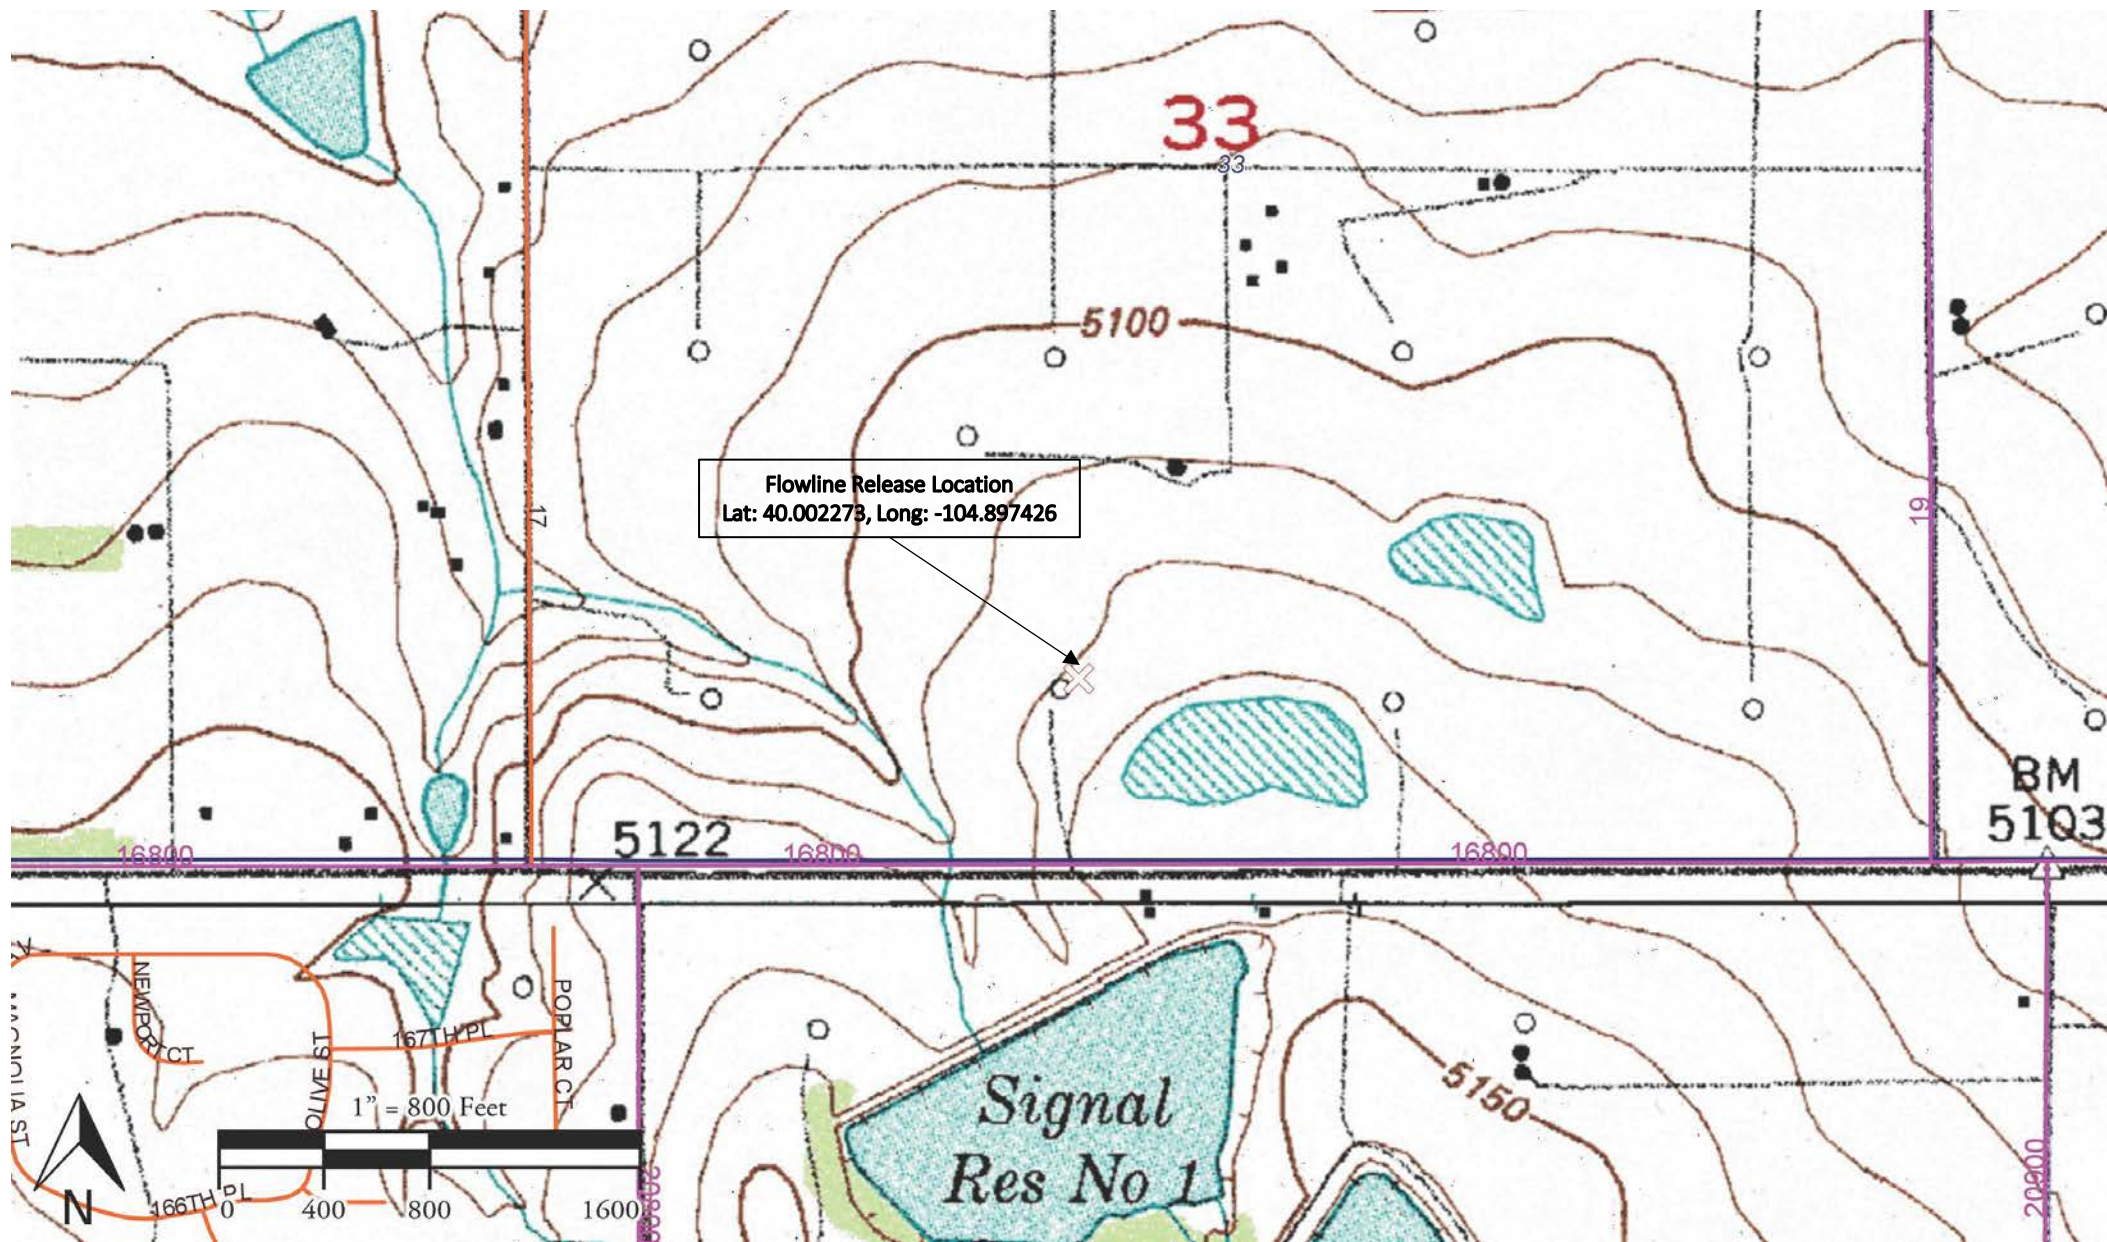 33
33
5100
Flowline Release Location
Lat: 40.002273, Long: -104.897426
17
19
BM
5103
5122
16800
16800
16800
NEWPORT CT
OLIVE ST
167TH PL
POPLAR CT
MAGNOLIA ST
166TH PL
1" = 800 Feet
0 400 800 1600
N
Signal
Res No 1
5150
20900